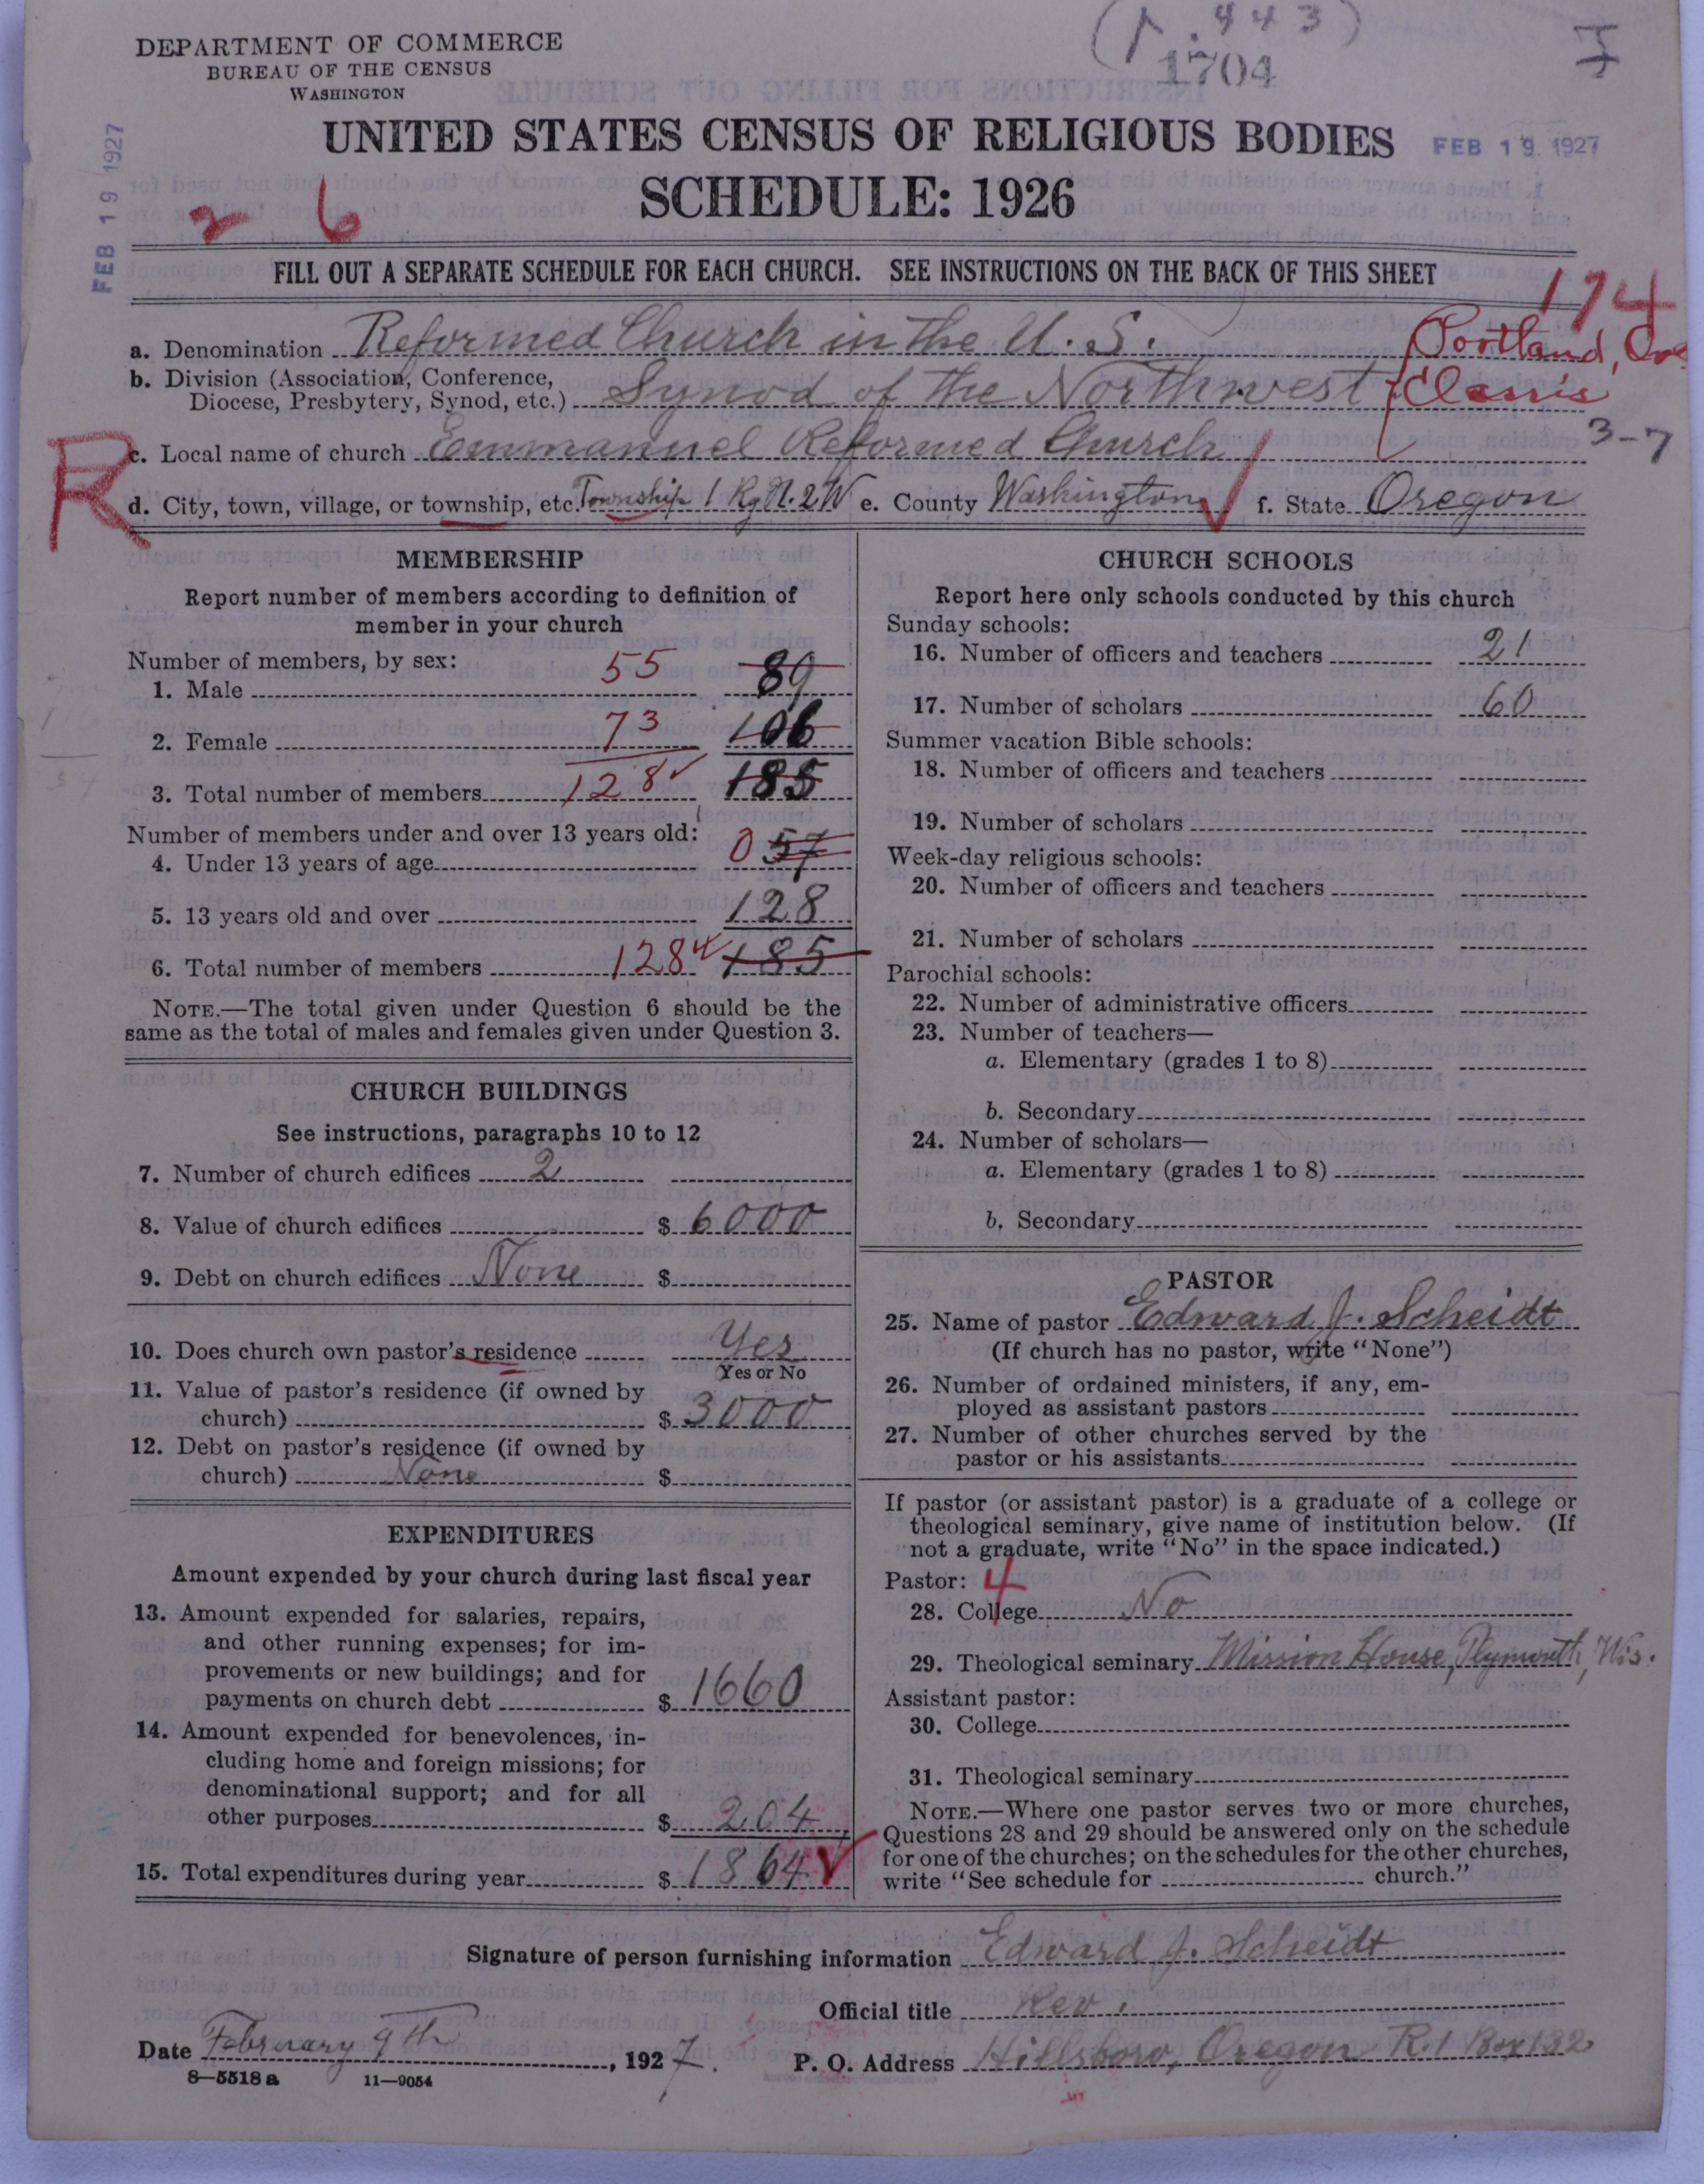 DEPARTMENT OF COMMERCE
BUREAU OF THE CENSUS
WASHINGTON
443)
1704
UNITED STATES CENSUS OF RELIGIOUS BODIES
FEB 19 1927
FEB 19 1927
SCHEDULE: 1926
2 6
FILL OUT A SEPARATE SCHEDULE FOR EACH CHURCH. SEE INSTRUCTIONS ON THE BACK OF THIS SHEET
174
a. Denomination Reformed Church in the U. S. Portland, Ore
b. Division (Association, Conference,
Diocese, Presbytery, Synod, etc.) Synod of the Northwest Classis
3-7
R
c. Local name of church Emmanuel Reformed Church
d. City, town, village, or township, etc. Township 1 Rg N. 2 W e. County Washington f. State Oregon
MEMBERSHIP
Report number of members according to definition of
member in your church
Number of members, by sex:
1. Male 55 89
2. Female 73 106
3. Total number of members 128 185
Number of members under and over 13 years old:
4. Under 13 years of age 0 57
5. 13 years old and over 128
6. Total number of members 128 185
NOTE.—The total given under Question 6 should be the
same as the total of males and females given under Question 3.
CHURCH BUILDINGS
See instructions, paragraphs 10 to 12
7. Number of church edifices 2
8. Value of church edifices $ 6000
9. Debt on church edifices None $
10. Does church own pastor's residence Yes
Yes or No
11. Value of pastor's residence (if owned by
church) $ 3000
12. Debt on pastor's residence (if owned by
church) None $
EXPENDITURES
Amount expended by your church during last fiscal year
13. Amount expended for salaries, repairs,
and other running expenses; for im-
provements or new buildings; and for
payments on church debt $ 1660
14. Amount expended for benevolences, in-
cluding home and foreign missions; for
denominational support; and for all
other purposes $ 204
15. Total expenditures during year $ 1864
CHURCH SCHOOLS
Report here only schools conducted by this church
Sunday schools:
16. Number of officers and teachers 21
17. Number of scholars 60
Summer vacation Bible schools:
18. Number of officers and teachers
19. Number of scholars
Week-day religious schools:
20. Number of officers and teachers
21. Number of scholars
Parochial schools:
22. Number of administrative officers
23. Number of teachers—
a. Elementary (grades 1 to 8)
b. Secondary
24. Number of scholars—
a. Elementary (grades 1 to 8)
b. Secondary
PASTOR
25. Name of pastor Edward J. Scheidt
(If church has no pastor, write "None")
26. Number of ordained ministers, if any, em-
ployed as assistant pastors
27. Number of other churches served by the
pastor or his assistants
If pastor (or assistant pastor) is a graduate of a college or
theological seminary, give name of institution below. (If
not a graduate, write "No" in the space indicated.)
Pastor: 4
28. College No
29. Theological seminary Mission House, Plymouth, Wis.
Assistant pastor:
30. College
31. Theological seminary
NOTE.—Where one pastor serves two or more churches,
Questions 28 and 29 should be answered only on the schedule
for one of the churches; on the schedules for the other churches,
write "See schedule for church."
Signature of person furnishing information Edward J. Scheidt
Official title Rev.
Date February 9th, 1927. P. O. Address Hillsboro, Oregon R.1 Box 132
8—5518 a 11—9054